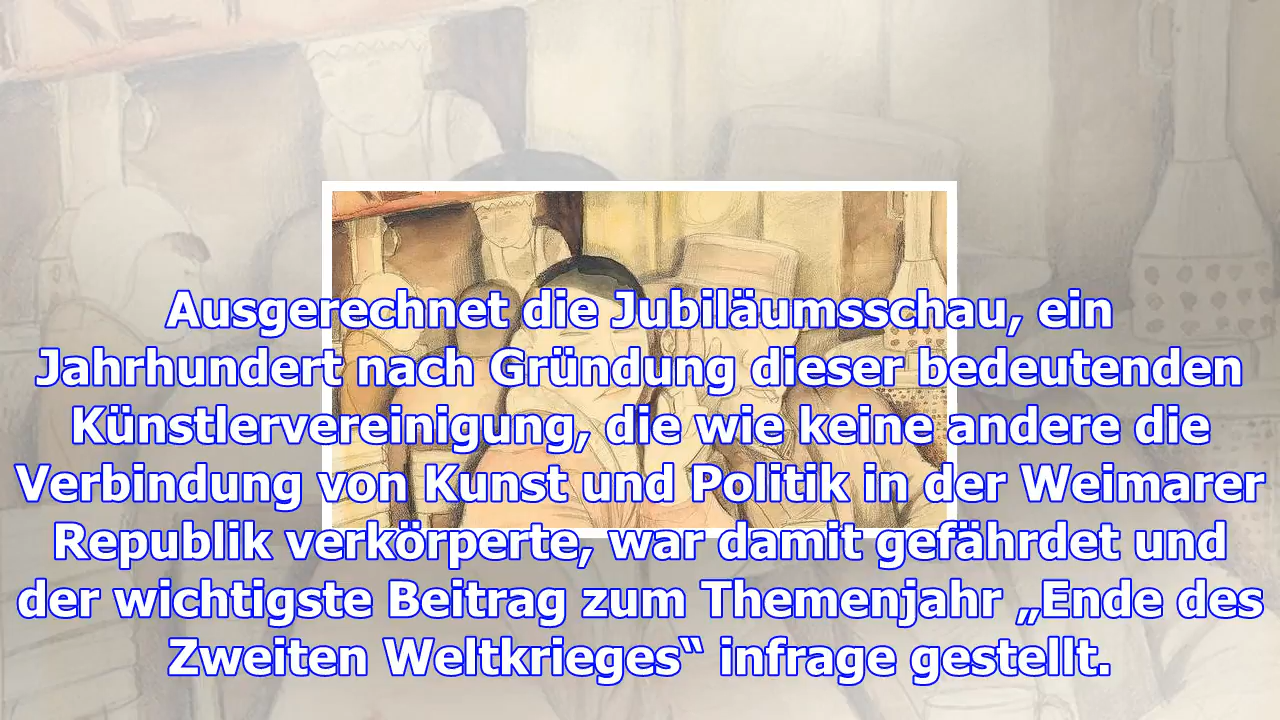 Ausgerechnet die Jubiläumsschau, ein
Jahrhundert nach Gründung dieser bedeutenden
Künstlervereinigung, die wie keine andere die
Verbindung von Kunst und Politik in der Weimarer
Republik verkörperte, war damit gefährdet und
der wichtigste Beitrag zum Themenjahr „Ende des
Zweiten Weltkrieges“ infrage gestellt.